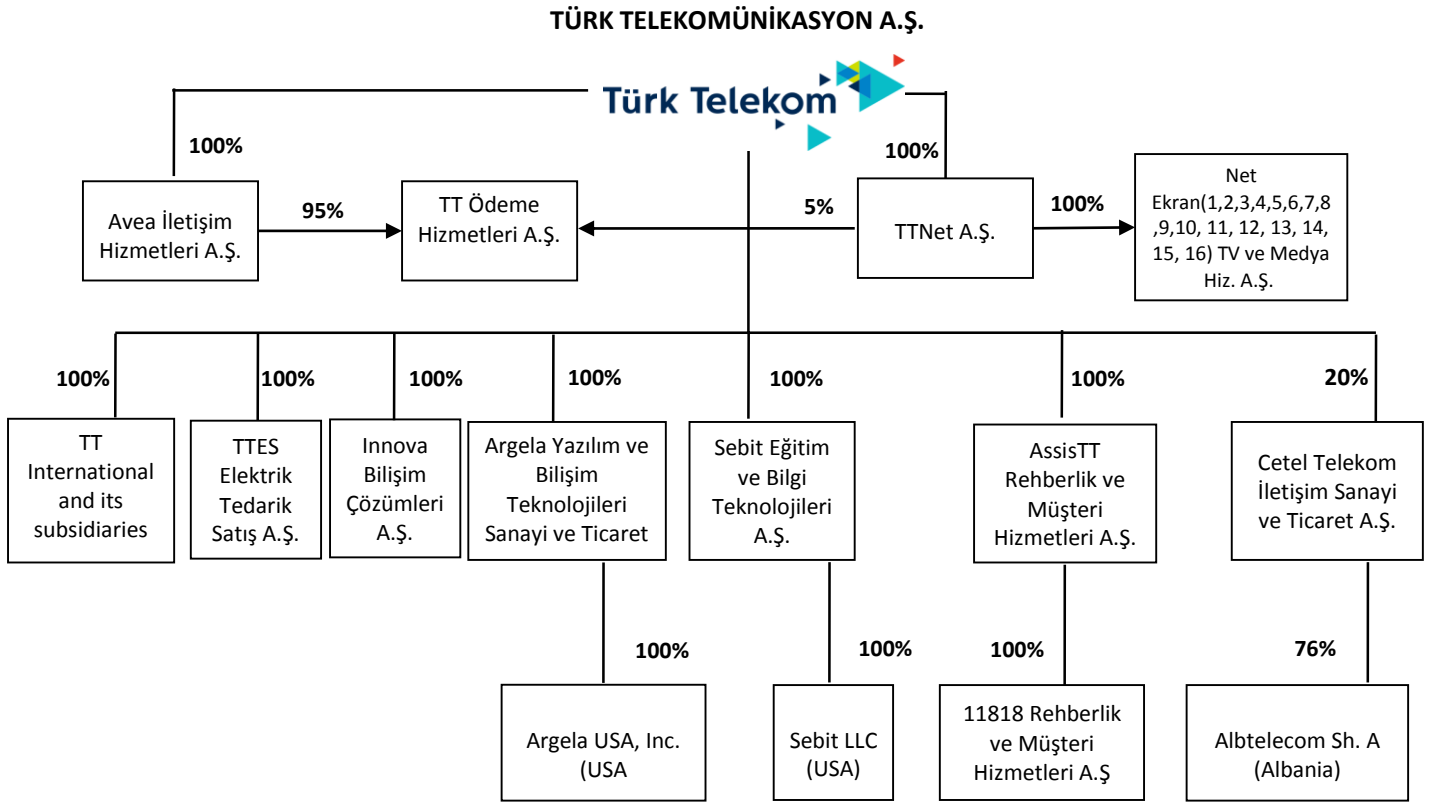 TÜRK TELEKOMÜNİKASYON A.Ş.
Türk Telekom
100%
100%
Avea İletişim
Hizmetleri A.Ş.
95%
TT Ödeme
Hizmetleri A.Ş.
5%
TTNet A.Ş.
100%
Net
Ekran(1,2,3,4,5,6,7,8
,9,10, 11, 12, 13, 14,
15, 16) TV ve Medya
Hiz. A.Ş.
100%
100%
100%
100%
100%
100%
20%
TT
International
and its
subsidiaries
TTES
Elektrik
Tedarik
Satış A.Ş.
Innova
Bilişim
Çözümleri
A.Ş.
Argela Yazılım ve
Bilişim
Teknolojileri
Sanayi ve Ticaret
Sebit Eğitim
ve Bilgi
Teknolojileri
A.Ş.
AssisTT
Rehberlik ve
Müşteri
Hizmetleri A.Ş.
Cetel Telekom
İletişim Sanayi
ve Ticaret A.Ş.
100%
100%
100%
76%
Argela USA, Inc.
(USA
Sebit LLC
(USA)
11818 Rehberlik
ve Müşteri
Hizmetleri A.Ş
Albtelecom Sh. A
(Albania)